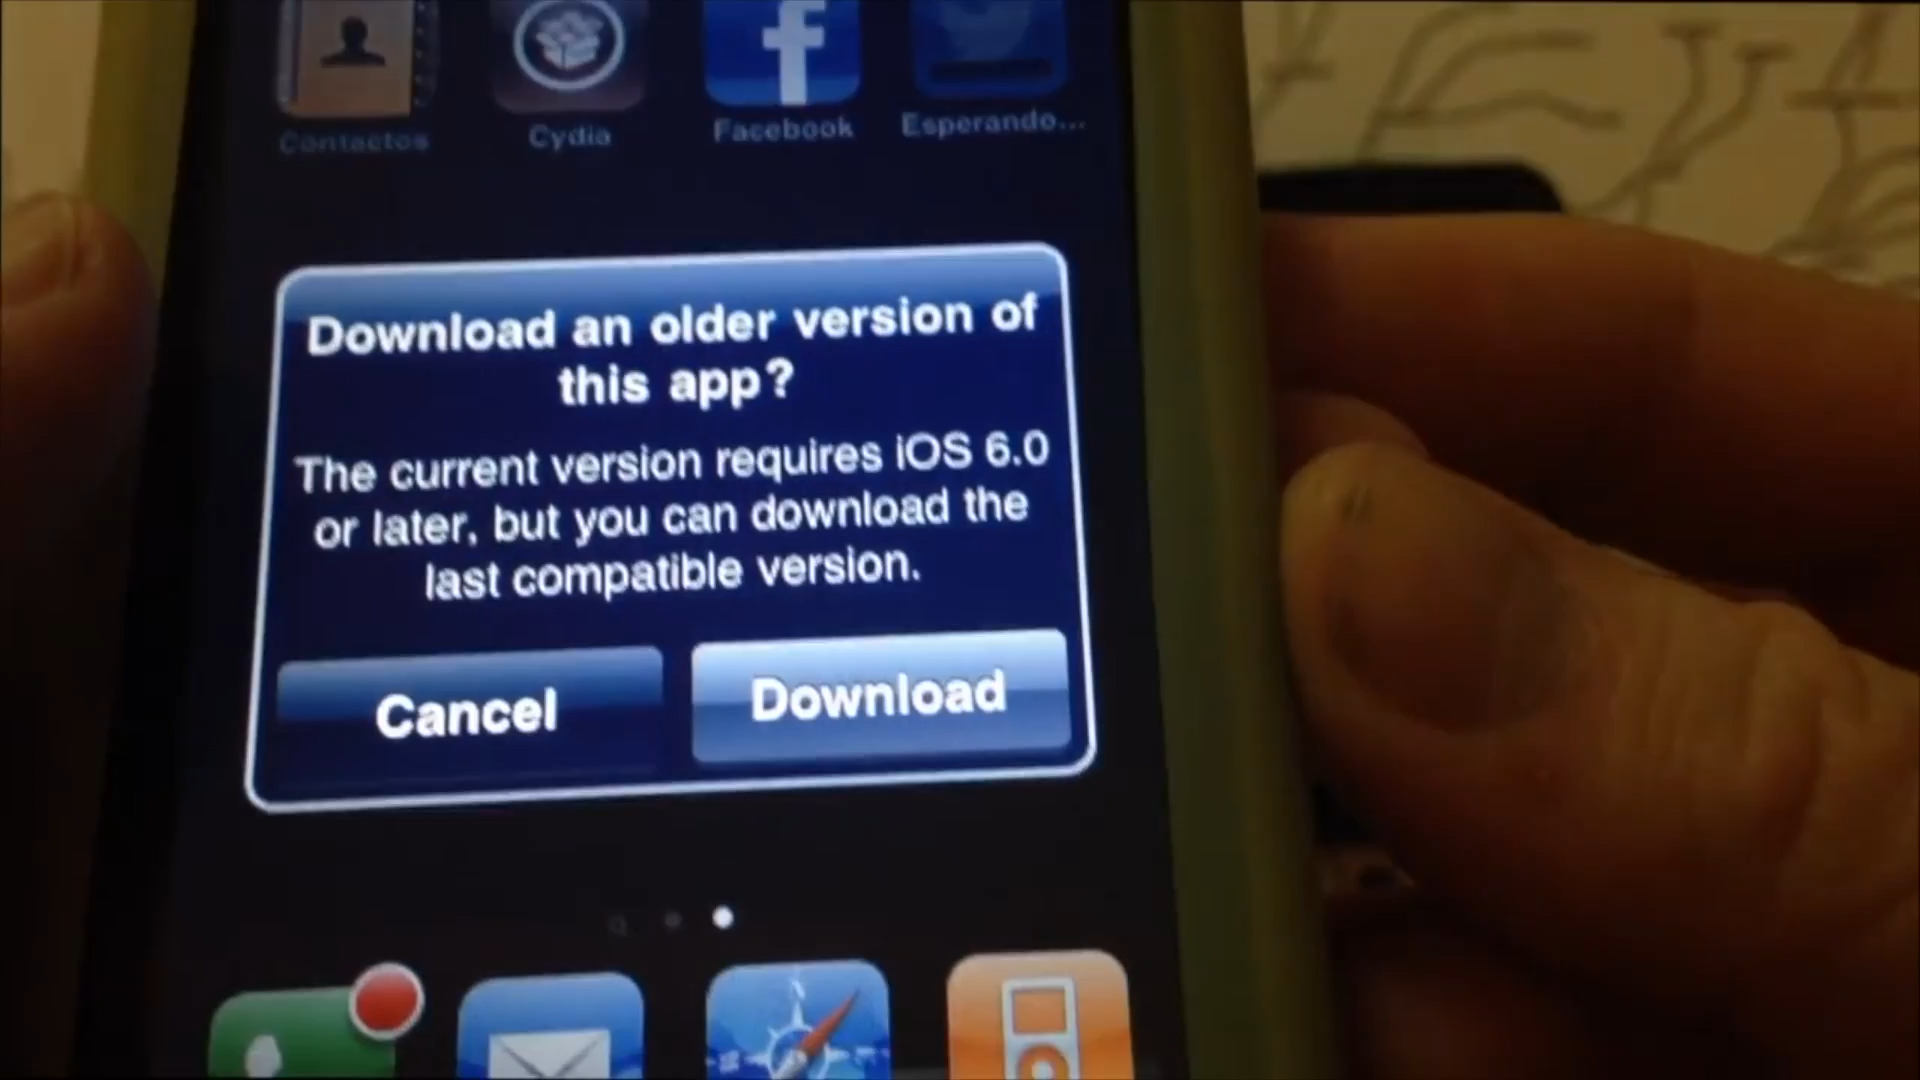 Contactos Cydia Facebook Esperando...
Download an older version of
this app?
The current version requires iOS 6.0
or later, but you can download the
last compatible version.
Cancel Download